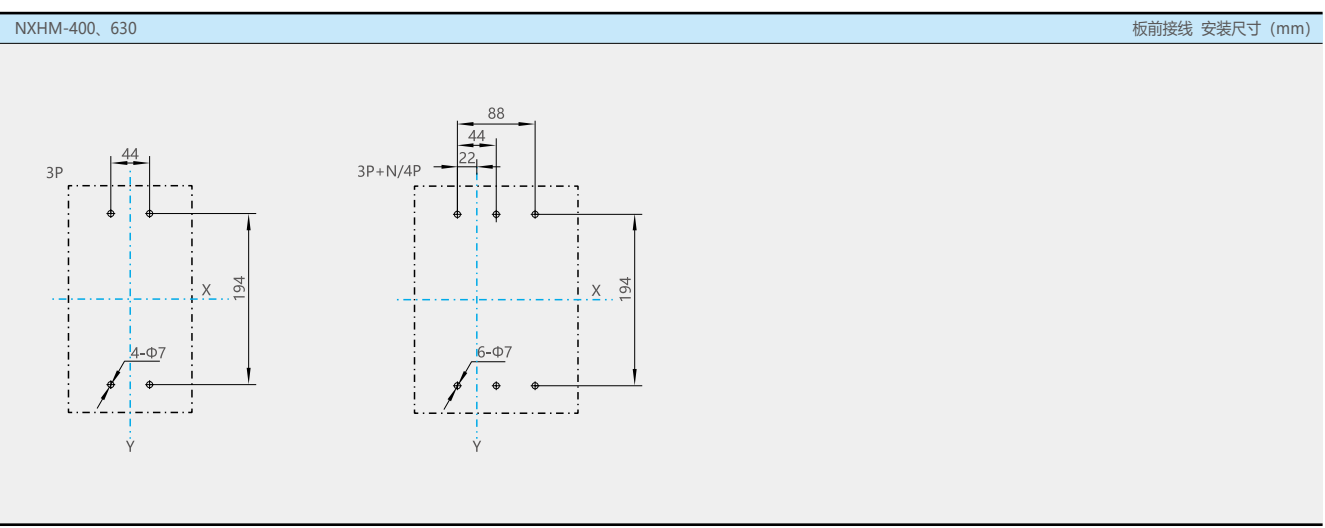 NXHM-400、630
板前接线 安装尺寸 (mm)
3P
44
X
194
4-Φ7
Y
3P+N/4P
88
44
22
X
194
6-Φ7
Y